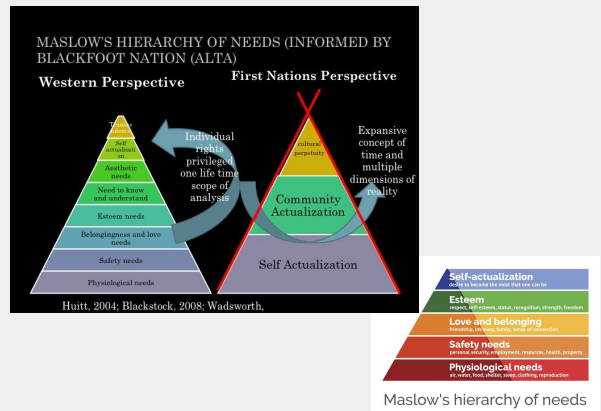 MASLOW'S HIERARCHY OF NEEDS (INFORMED BY
BLACKFOOT NATION (ALTA)
Western Perspective
First Nations Perspective
Self
actualizati
on
Aesthetic
needs
Need to know
and understand
Esteem needs
Belongingness and love
needs
Safety needs
Physiological needs
Individual
rights
privileged
one life time
scope of
analysis
cultural
perpetuity
Community
Actualization
Self Actualization
Expansive
concept of
time and
multiple
dimensions of
reality
Huitt, 2004; Blackstock, 2008; Wadsworth,
Self-actualization
desire to become the most that one can be
Esteem
respect, self-esteem, status, recognition, strength, freedom
Love and belonging
friendship, intimacy, family, sense of connection
Safety needs
personal security, employment, resources, health, property
Physiological needs
air, water, food, shelter, sleep, clothing, reproduction
Maslow's hierarchy of needs